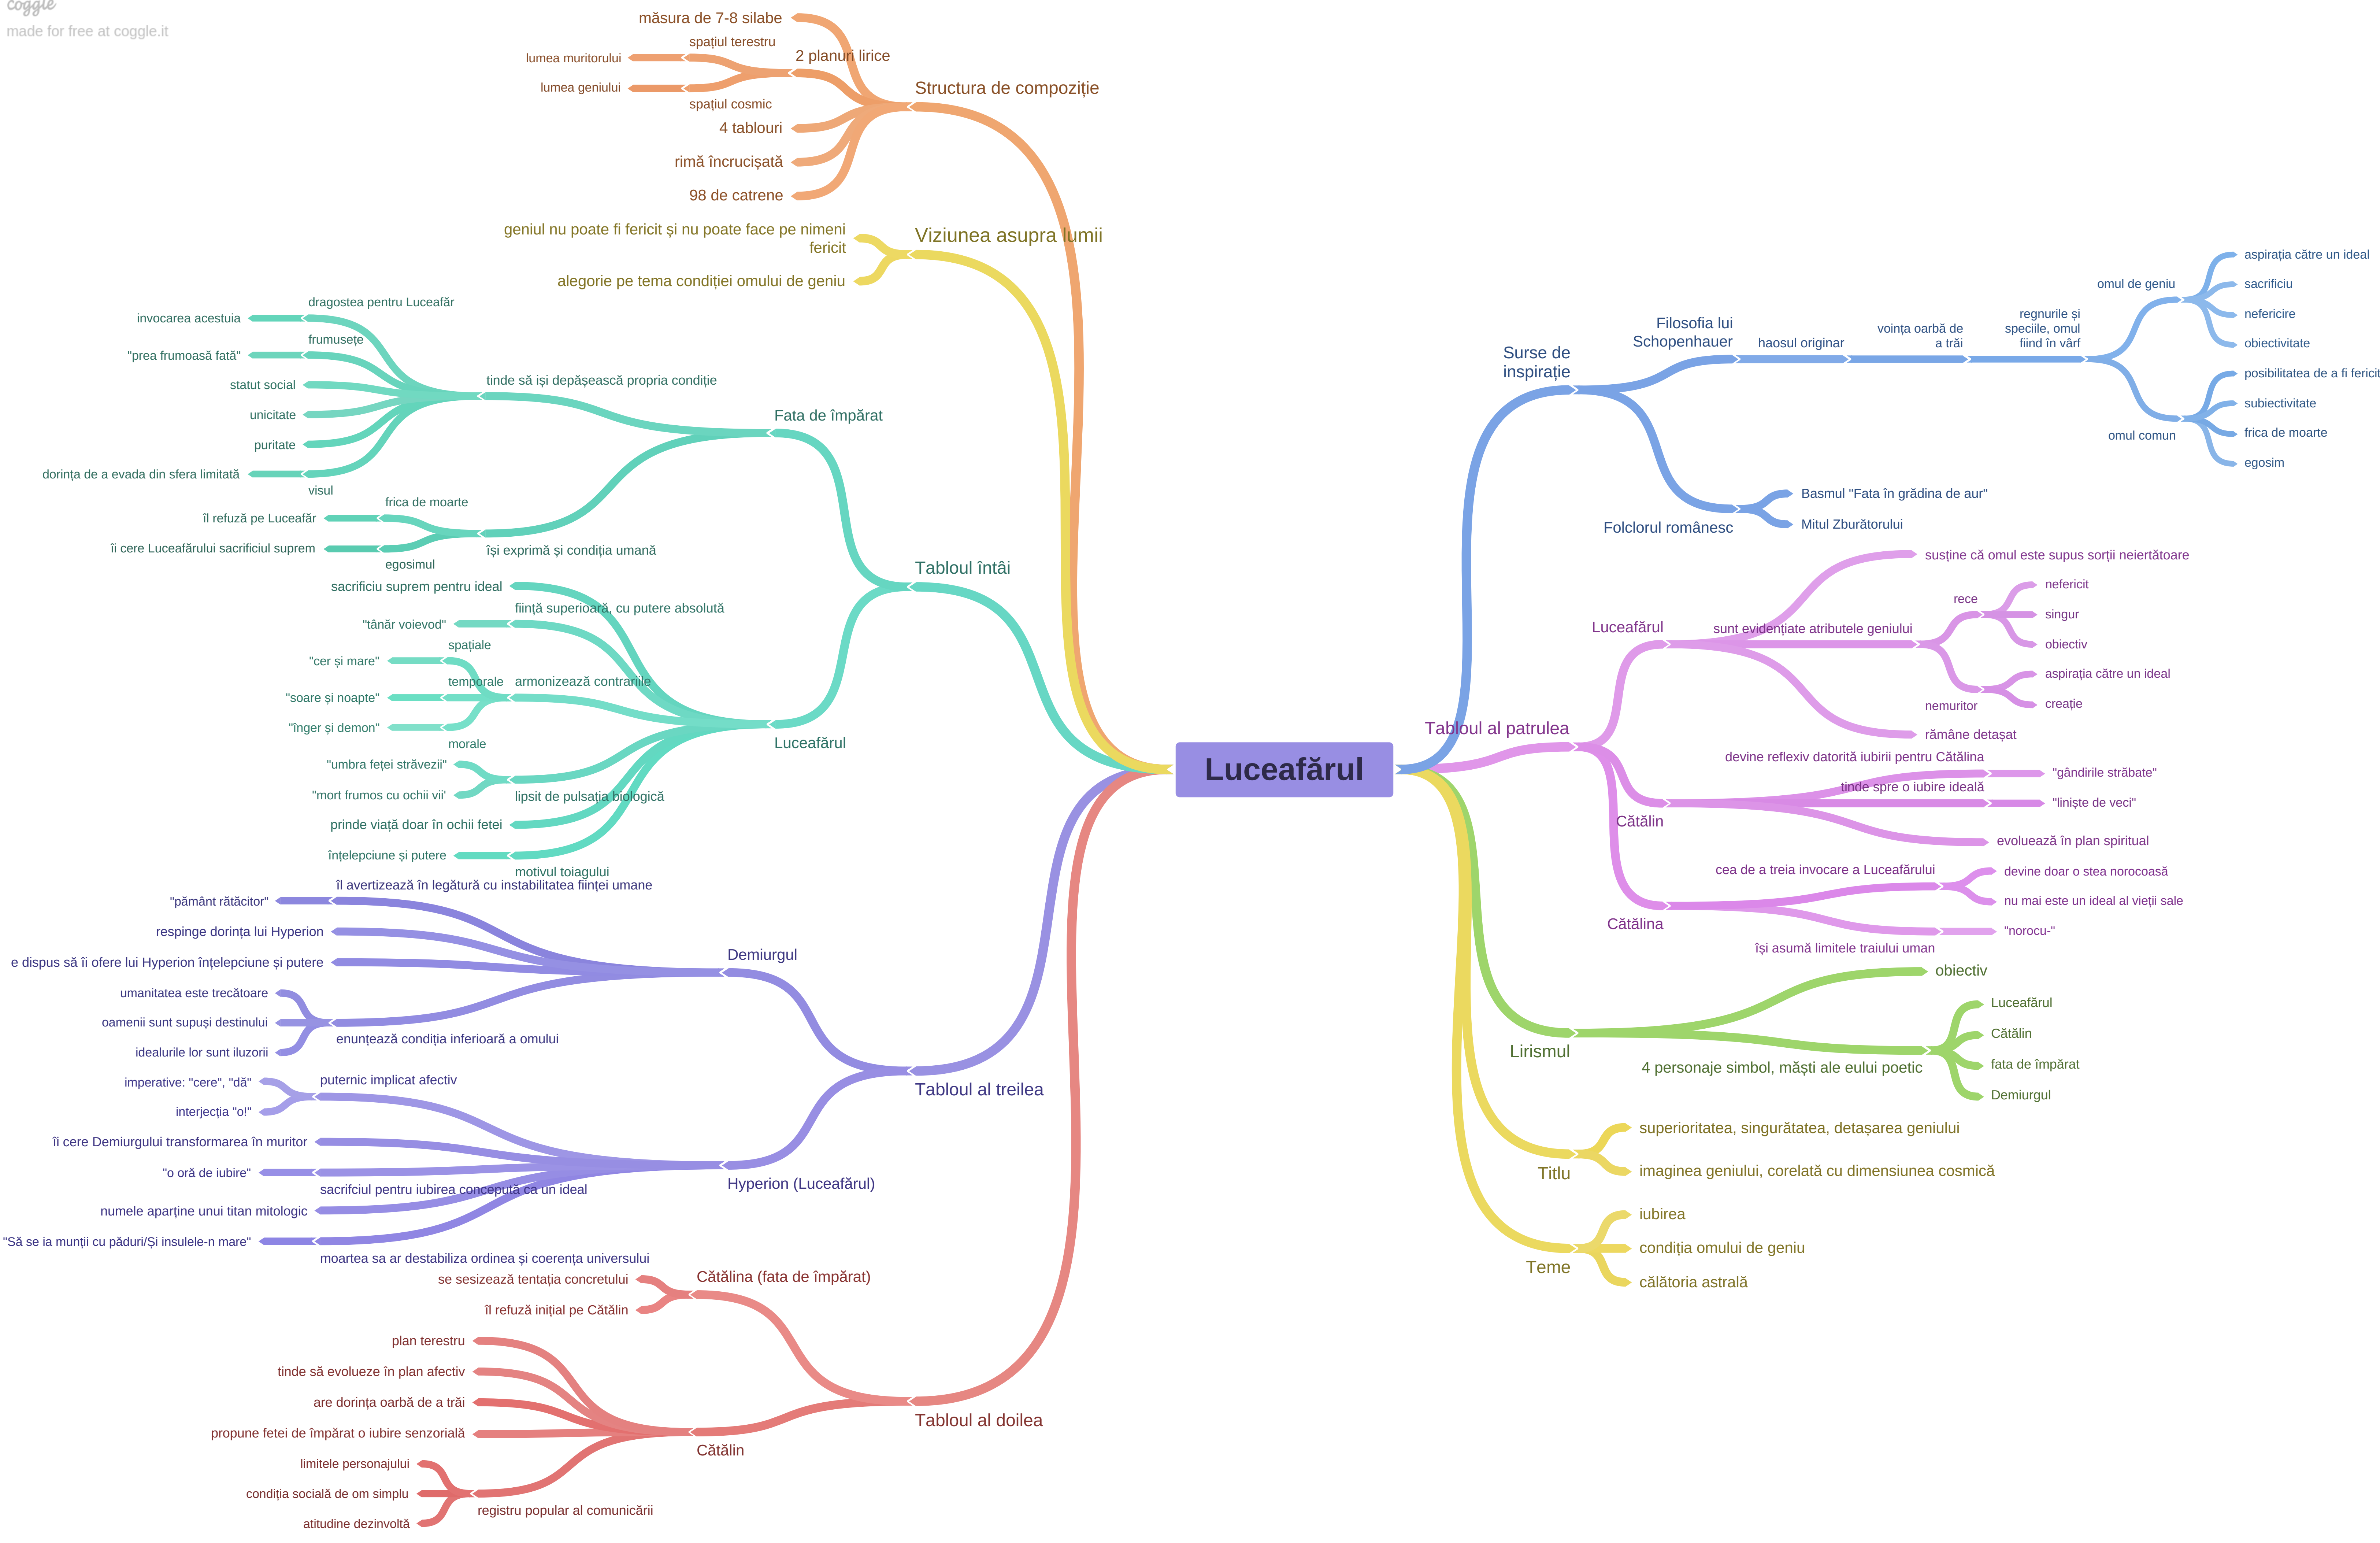 coggle
made for free at coggle.it
Luceafărul
Structura de compoziție
măsura de 7-8 silabe
2 planuri lirice
spațiul terestru
lumea muritorului
spațiul cosmic
lumea geniului
4 tablouri
rimă încrucișată
98 de catrene
Viziunea asupra lumii
geniul nu poate fi fericit și nu poate face pe nimeni
fericit
alegorie pe tema condiției omului de geniu
Tabloul întâi
Fata de împărat
tinde să iși depășească propria condiție
dragostea pentru Luceafăr
invocarea acestuia
frumusețe
"prea frumoasă fată"
statut social
unicitate
puritate
visul
dorința de a evada din sfera limitată
își exprimă și condiția umană
frica de moarte
îl refuză pe Luceafăr
egosimul
îi cere Luceafărului sacrificiul suprem
Luceafărul
sacrificiu suprem pentru ideal
ființă superioară, cu putere absolută
"tânăr voievod"
armonizează contrariile
spațiale
"cer și mare"
temporale
"soare și noapte"
morale
"înger și demon"
lipsit de pulsația biologică
"umbra feței străvezii"
"mort frumos cu ochii vii'
prinde viață doar în ochii fetei
motivul toiagului
înțelepciune și putere
Tabloul al treilea
Demiurgul
îl avertizează în legătură cu instabilitatea ființei umane
"pământ rătăcitor"
respinge dorința lui Hyperion
e dispus să îi ofere lui Hyperion înțelepciune și putere
enunțează condiția inferioară a omului
umanitatea este trecătoare
oamenii sunt supuși destinului
idealurile lor sunt iluzorii
Hyperion (Luceafărul)
puternic implicat afectiv
imperative: "cere", "dă"
interjecția "o!"
îi cere Demiurgului transformarea în muritor
sacrifciul pentru iubirea concepută ca un ideal
"o oră de iubire"
numele aparține unui titan mitologic
moartea sa ar destabiliza ordinea și coerența universului
"Să se ia munții cu păduri/Și insulele-n mare"
Tabloul al doilea
Cătălina (fata de împărat)
se sesizează tentația concretului
îl refuză inițial pe Cătălin
Cătălin
plan terestru
tinde să evolueze în plan afectiv
are dorința oarbă de a trăi
propune fetei de împărat o iubire senzorială
registru popular al comunicării
limitele personajului
condiția socială de om simplu
atitudine dezinvoltă
Surse de
inspirație
Filosofia lui
Schopenhauer
haosul originar
voința oarbă de
a trăi
regnurile și
speciile, omul
fiind în vârf
omul de geniu
aspirația către un ideal
sacrificiu
nefericire
obiectivitate
omul comun
posibilitatea de a fi fericit
subiectivitate
frica de moarte
egosim
Folclorul românesc
Basmul "Fata în grădina de aur"
Mitul Zburătorului
Tabloul al patrulea
Luceafărul
susține că omul este supus sorții neiertătoare
sunt evidențiate atributele geniului
rece
nefericit
singur
obiectiv
nemuritor
aspirația către un ideal
creație
rămâne detașat
Cătălin
devine reflexiv datorită iubirii pentru Cătălina
"gândirile străbate"
tinde spre o iubire ideală
"liniște de veci"
evoluează în plan spiritual
Cătălina
cea de a treia invocare a Luceafărului
devine doar o stea norocoasă
nu mai este un ideal al vieții sale
își asumă limitele traiului uman
"norocu-"
Lirismul
obiectiv
4 personaje simbol, măști ale eului poetic
Luceafărul
Cătălin
fata de împărat
Demiurgul
Titlu
superioritatea, singurătatea, detașarea geniului
imaginea geniului, corelată cu dimensiunea cosmică
Teme
iubirea
condiția omului de geniu
călătoria astrală